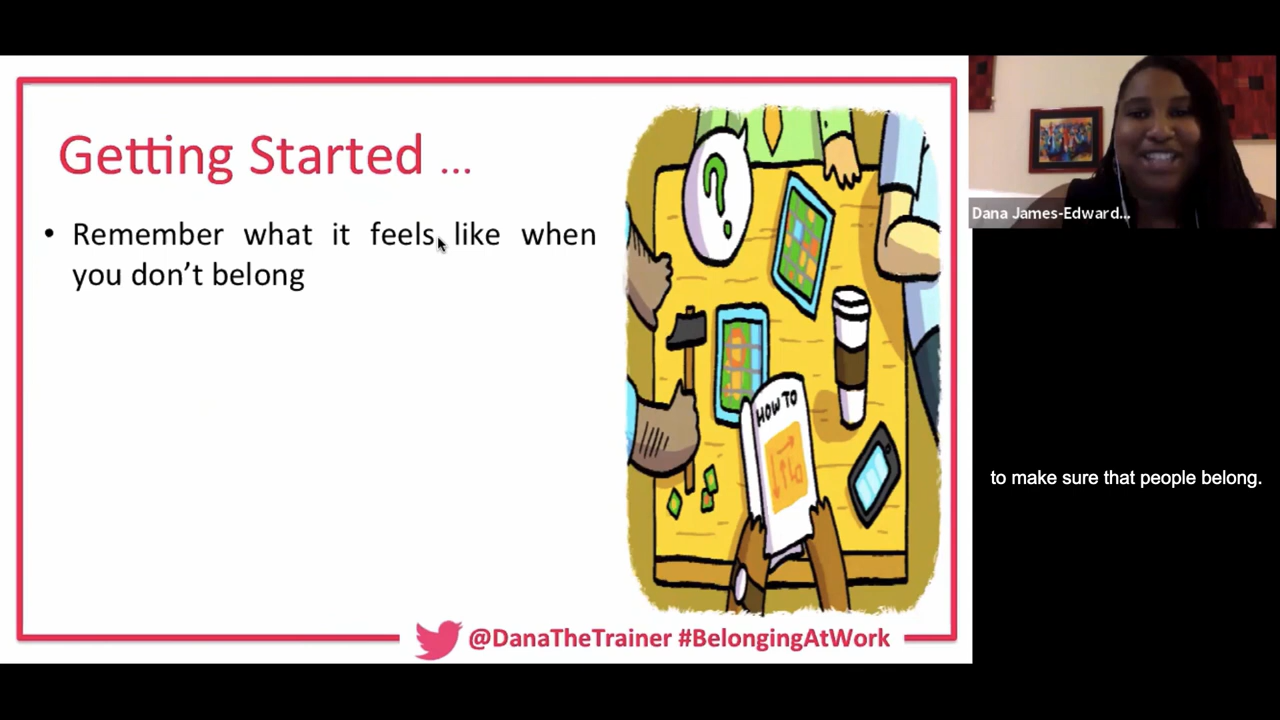 Getting Started ...
• Remember what it feels like when
you don't belong
?
HOW TO
@DanaTheTrainer #BelongingAtWork
Dana James-Edward...
to make sure that people belong.